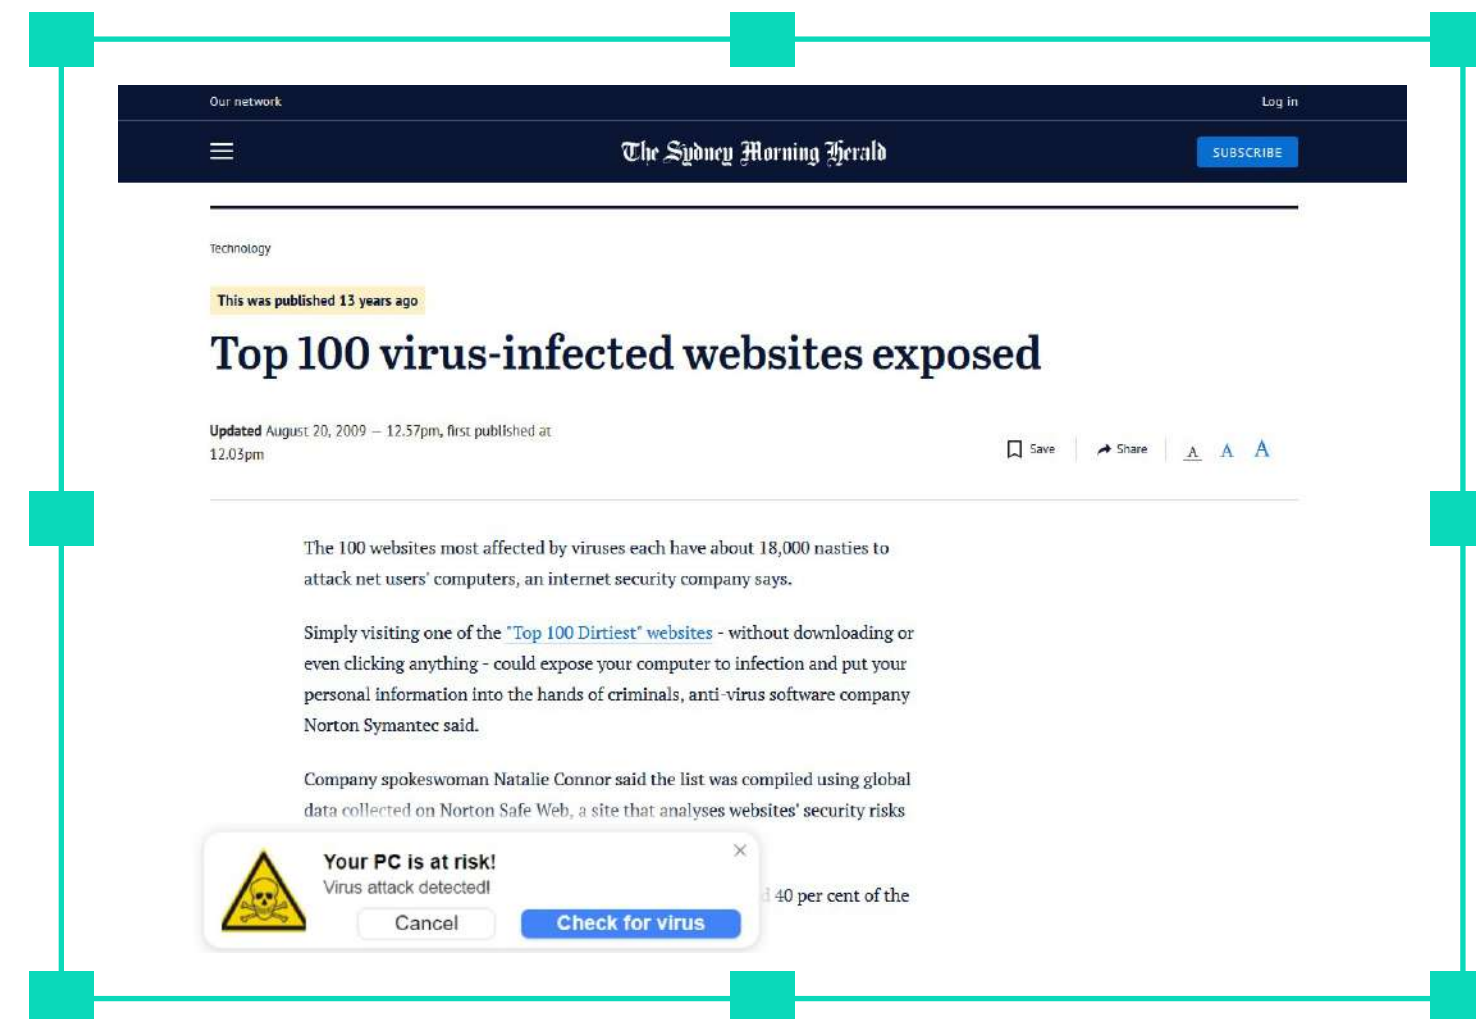 Our network
Log in
The Sydney Morning Herald
SUBSCRIBE
Technology
This was published 13 years ago
Top 100 virus-infected websites exposed
Updated August 20, 2009 — 12.57pm, first published at
12.03pm
Save
Share
A A A
The 100 websites most affected by viruses each have about 18,000 nasties to
attack net users' computers, an internet security company says.
Simply visiting one of the "Top 100 Dirtiest" websites - without downloading or
even clicking anything - could expose your computer to infection and put your
personal information into the hands of criminals, anti-virus software company
Norton Symantec said.
Company spokeswoman Natalie Connor said the list was compiled using global
data collected on Norton Safe Web, a site that analyses websites' security risks
40 per cent of the
Your PC is at risk!
Virus attack detected!
Cancel
Check for virus